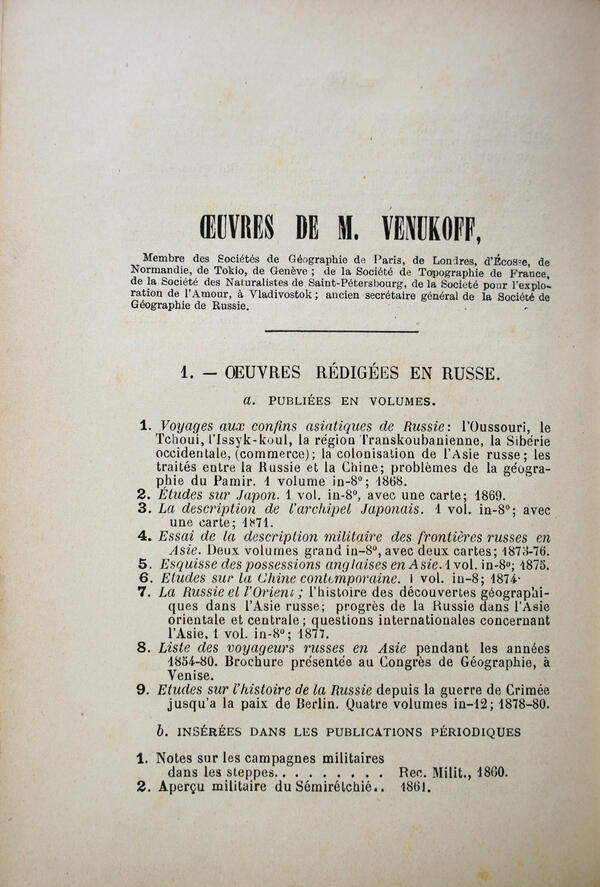 ŒUVRES DE M. VENUKOFF,
Membre des Sociétés de Géographie de Paris, de Londres, d'Écosse, de
Normandie, de Tokio, de Genève ; de la Société de Topographie de France,
de la Société des Naturalistes de Saint-Pétersbourg, de la Société pour l'explo-
ration de l'Amour, à Vladivostok ; ancien secrétaire général de la Société de
Géographie de Russie.
1. — OEUVRES RÉDIGÉES EN RUSSE.
a. PUBLIÉES EN VOLUMES.
1. Voyages aux confins asiatiques de Russie : l'Oussouri, le
Tchoui, l'Issyk-koul, la région Transkoubanienne, la Sibérie
occidentale, (commerce) ; la colonisation de l'Asie russe ; les
traités entre la Russie et la Chine ; problèmes de la géogra-
phie du Pamir. 1 volume in-8° ; 1868.
2. Études sur Japon. 1 vol. in-8°, avec une carte ; 1869.
3. La description de l'archipel Japonais. 1 vol. in-8° ; avec
une carte ; 1871.
4. Essai de la description militaire des frontières russes en
Asie. Deux volumes grand in-8°, avec deux cartes ; 1873-76.
5. Esquisse des possessions anglaises en Asie. 1 vol. in-8° ; 1875.
6. Etudes sur la Chine contemporaine. 1 vol. in-8 ; 1874.
7. La Russie et l'Orient ; l'histoire des découvertes géographi-
ques dans l'Asie russe ; progrès de la Russie dans l'Asie
orientale et centrale ; questions internationales concernant
l'Asie, 1 vol. in-8° ; 1877.
8. Liste des voyageurs russes en Asie pendant les années
1854-80. Brochure présentée au Congrès de Géographie, à
Venise.
9. Etudes sur l'histoire de la Russie depuis la guerre de Crimée
jusqu'a la paix de Berlin. Quatre volumes in-12 ; 1878-80.
b. INSÉRÉES DANS LES PUBLICATIONS PÉRIODIQUES
1. Notes sur les campagnes militaires
dans les steppes. . . . . . . . . Rec. Milit., 1860.
2. Aperçu militaire du Sémirétchié. . 1861.